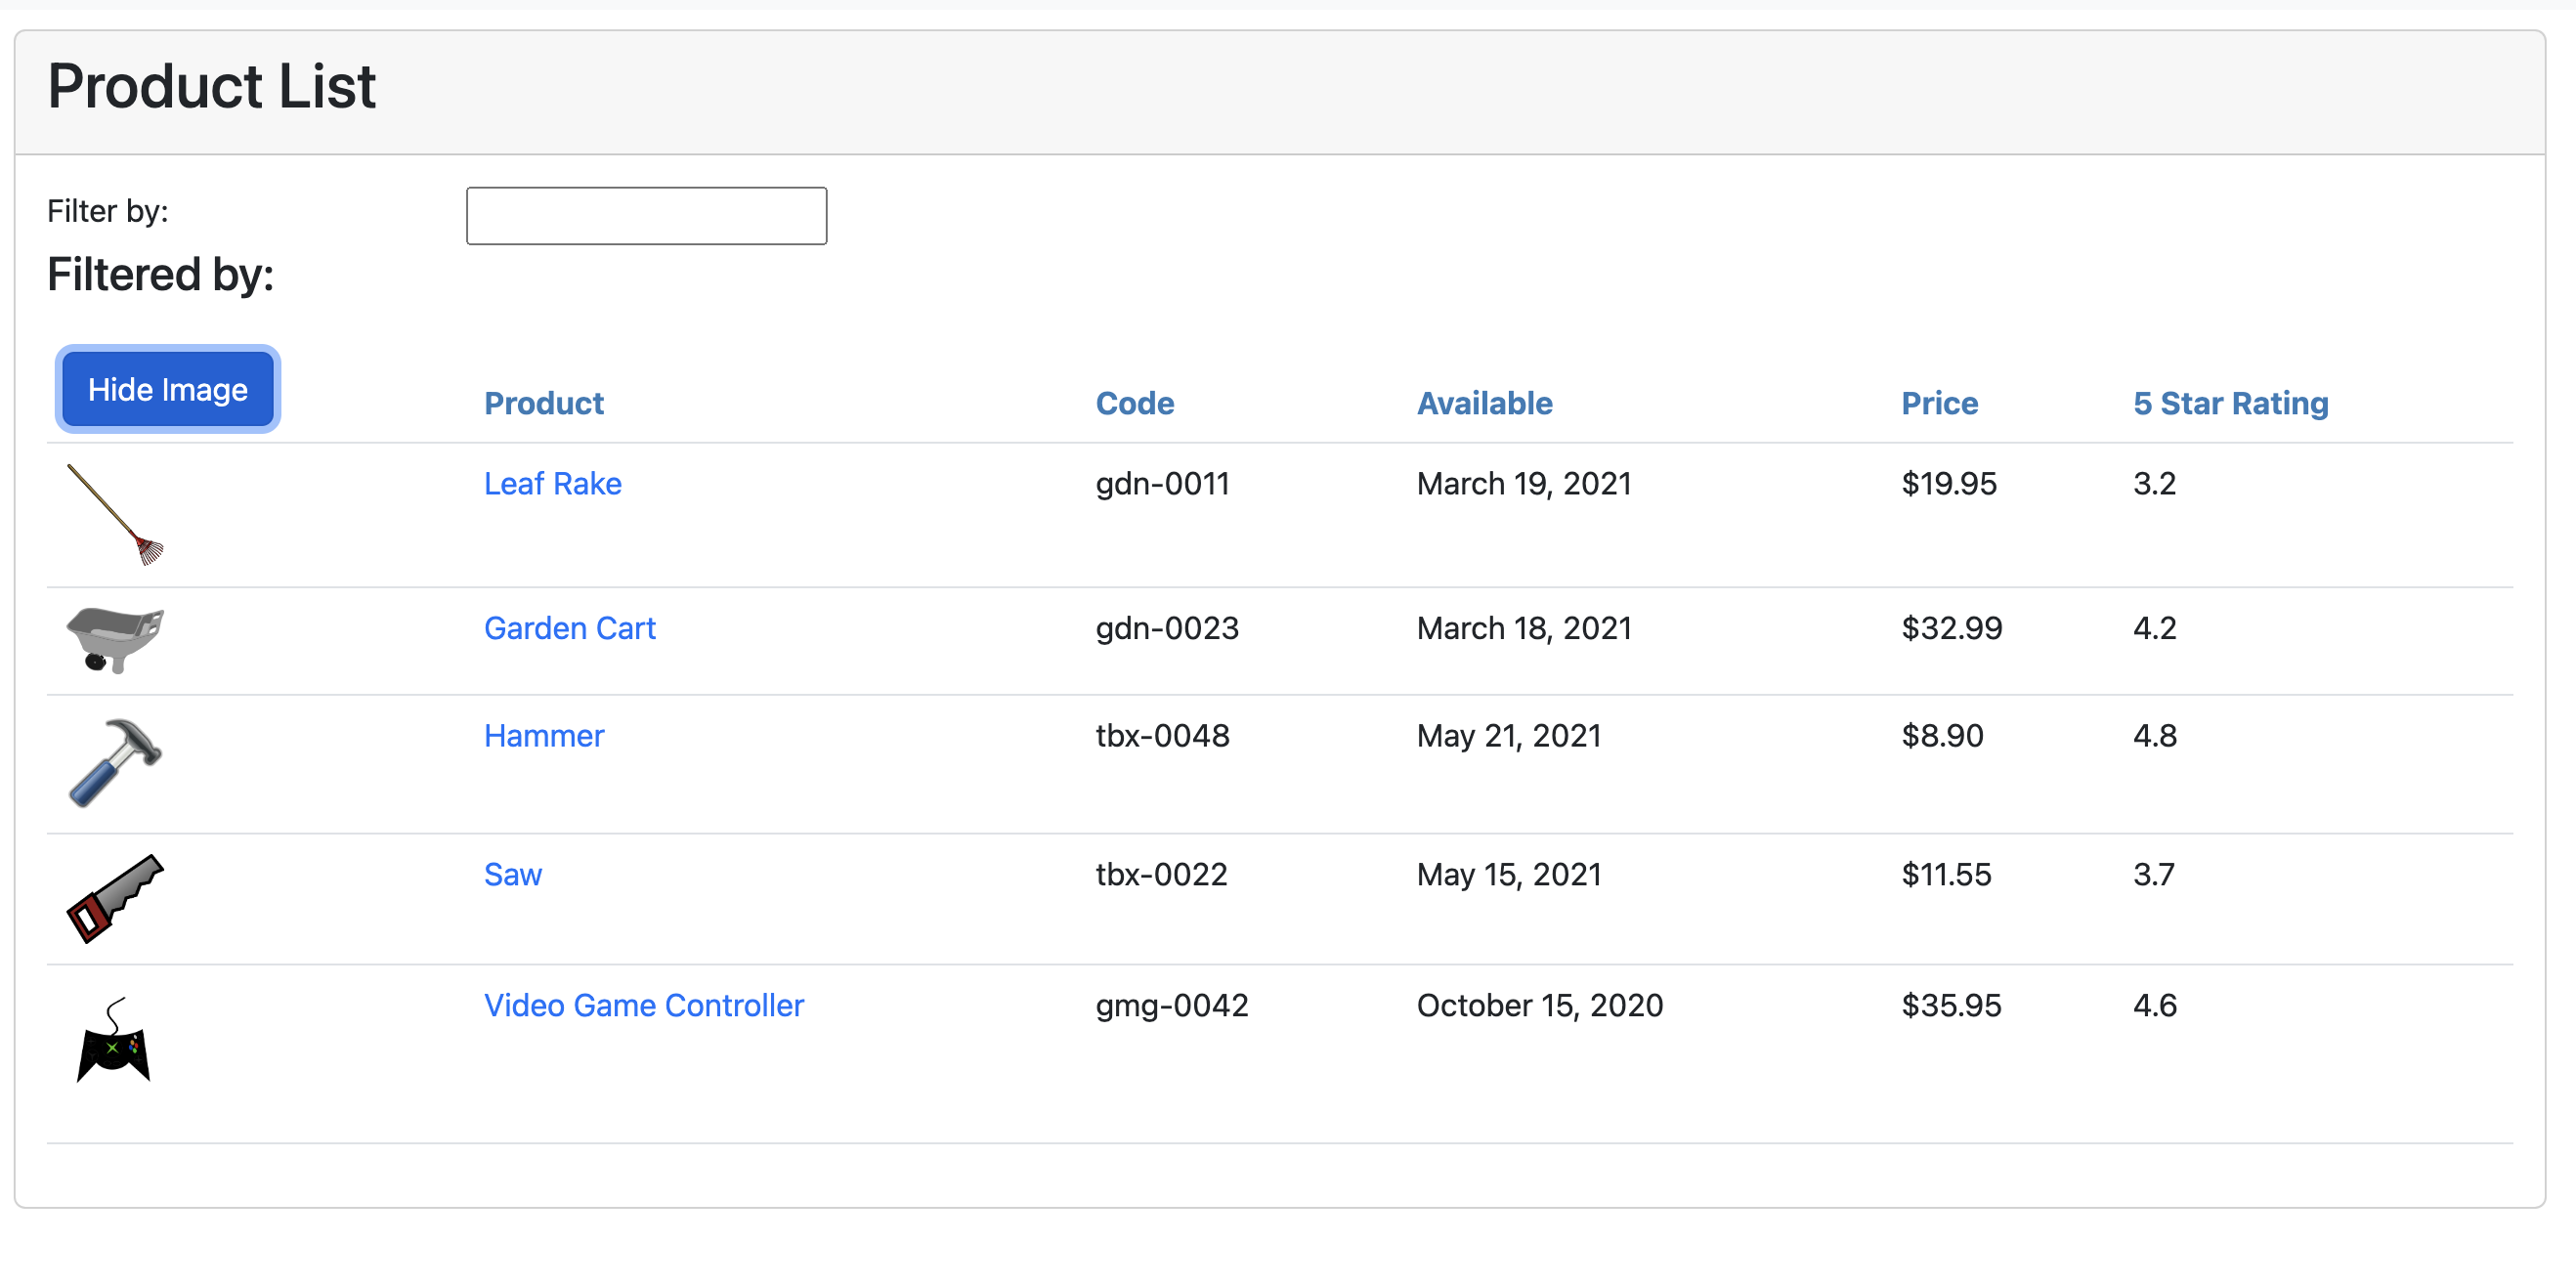 Product List
Filter by:
Filtered by:
Hide Image Product Code Available Price 5 Star Rating
Leaf Rake gdn-0011 March 19, 2021 $19.95 3.2
Garden Cart gdn-0023 March 18, 2021 $32.99 4.2
Hammer tbx-0048 May 21, 2021 $8.90 4.8
Saw tbx-0022 May 15, 2021 $11.55 3.7
Video Game Controller gmg-0042 October 15, 2020 $35.95 4.6